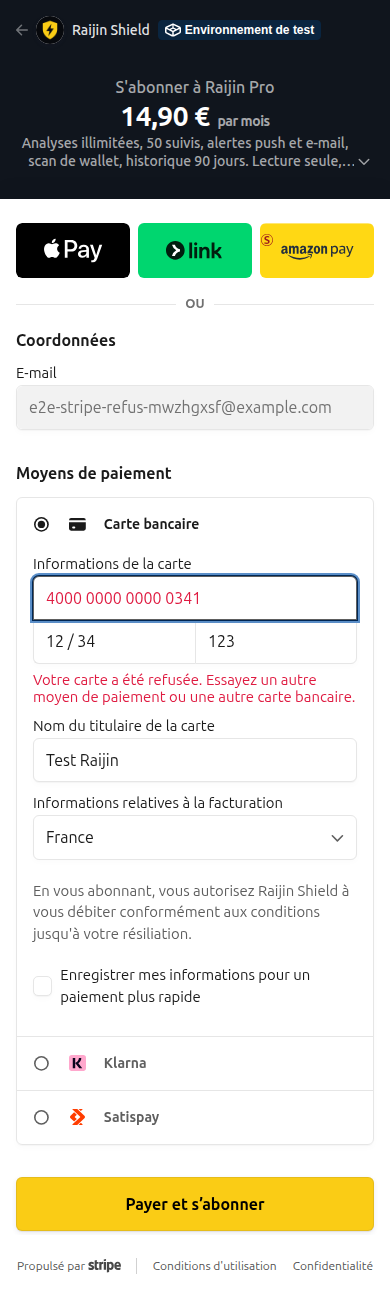 Raijin Shield Environnement de test
S'abonner à Raijin Pro
14,90 € par mois
Analyses illimitées, 50 suivis, alertes push et e-mail,
scan de wallet, historique 90 jours. Lecture seule,...
Pay
link
S
amazon pay
OU
Coordonnées
E-mail
e2e-stripe-refus-mwzhgxsf@example.com
Moyens de paiement
Carte bancaire
Informations de la carte
4000 0000 0000 0341
12 / 34 123
Votre carte a été refusée. Essayez un autre
moyen de paiement ou une autre carte bancaire.
Nom du titulaire de la carte
Test Raijin
Informations relatives à la facturation
France
En vous abonnant, vous autorisez Raijin Shield à
vous débiter conformément aux conditions
jusqu'à votre résiliation.
Enregistrer mes informations pour un
paiement plus rapide
K Klarna
Satispay
Payer et s’abonner
Propulsé par stripe Conditions d'utilisation Confidentialité